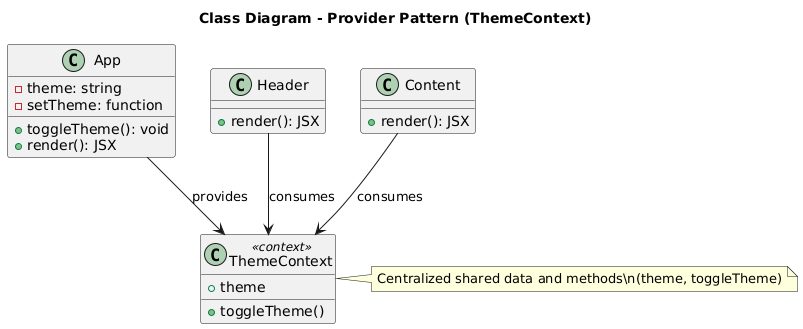 Class Diagram - Provider Pattern (ThemeContext)
C App
theme: string
setTheme: function
toggleTheme(): void
render(): JSX
C Header
render(): JSX
C Content
render(): JSX
provides
consumes
consumes
C «context»
ThemeContext
theme
toggleTheme()
Centralized shared data and methods\n(theme, toggleTheme)